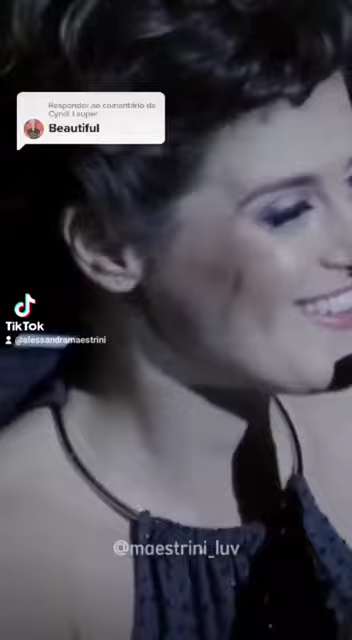 Responder ao comentário de
Cyndi Lauper
Beautiful
TikTok
@alessandramaestrini
@maestrini_luv